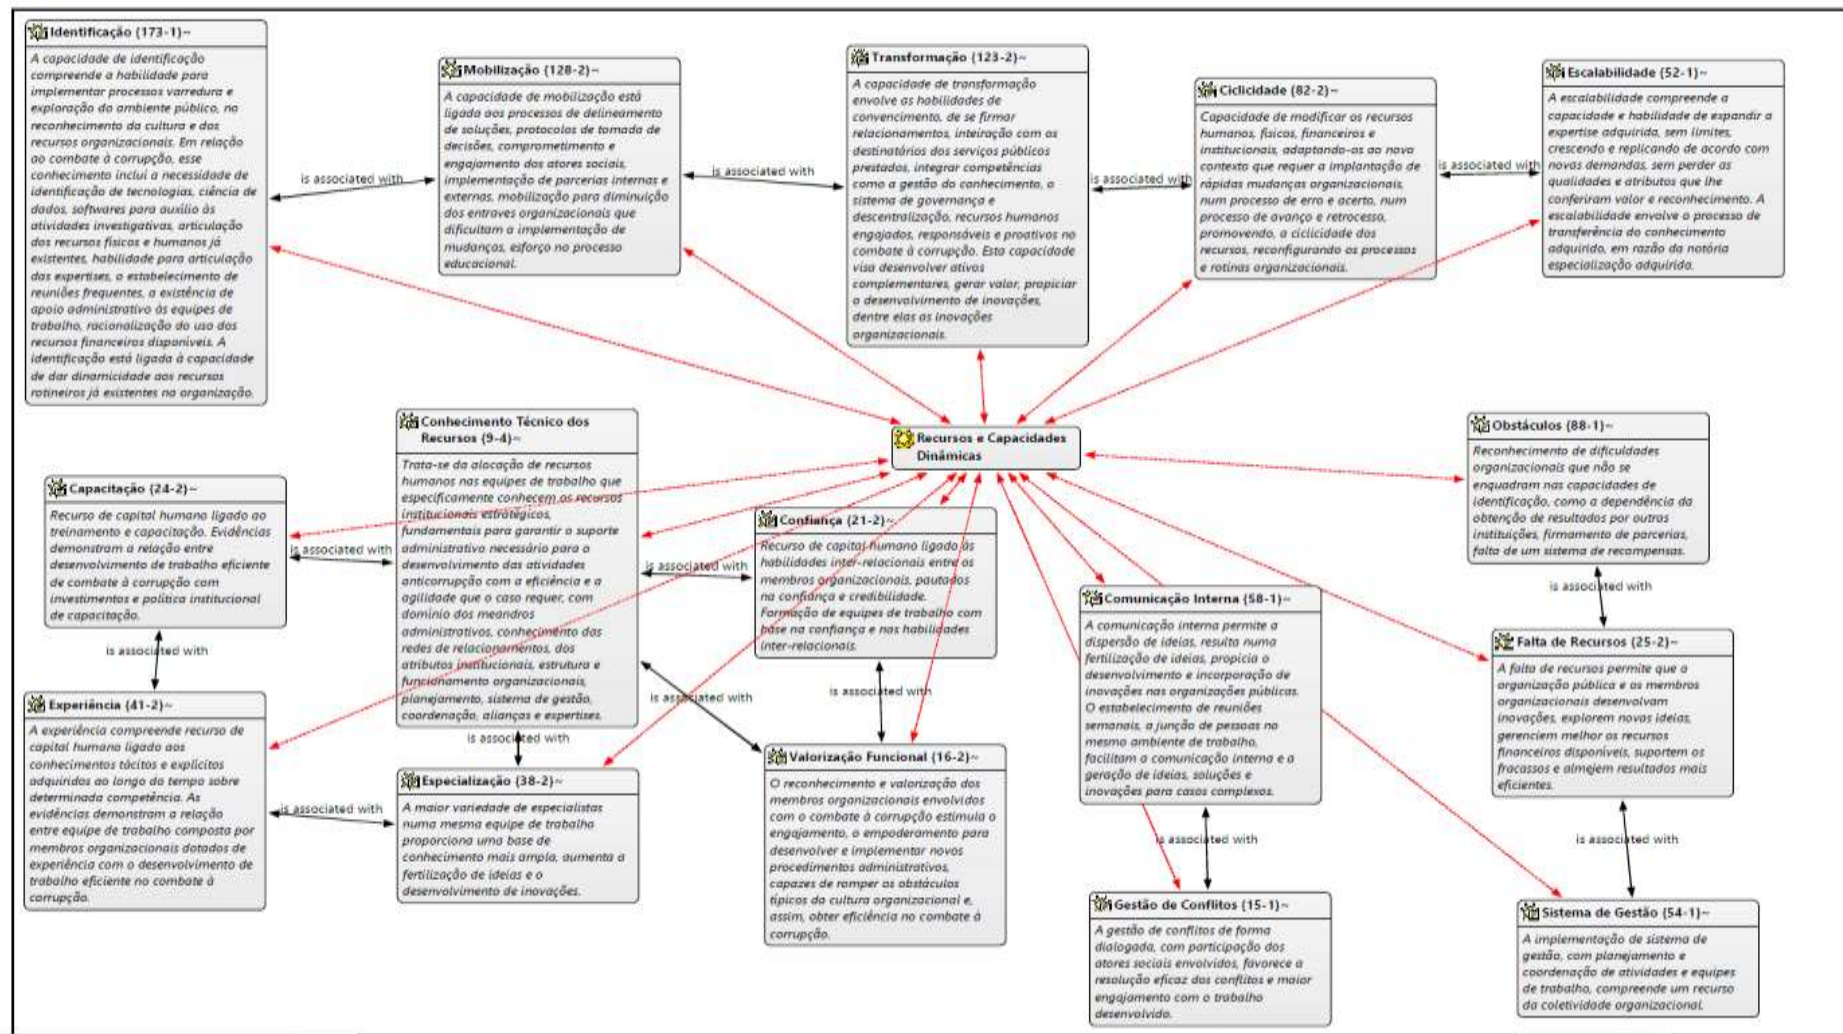 Identificação (173-1)~
A capacidade de identificação
compreende a habilidade para
implementar processos varredura e
exploração do ambiente público, no
reconhecimento da cultura e dos
recursos organizacionais. Em relação
ao combate à corrupção, esse
conhecimento inclui a necessidade de
identificação de tecnologias, ciência de
dados, softwares para auxílio às
atividades investigativas, articulação
dos recursos físicos e humanos já
existentes, habilidade para articulação
das expertises, o estabelecimento de
reuniões frequentes, a existência de
apoio administrativo às equipes de
trabalho, racionalização do uso dos
recursos financeiros disponíveis. A
identificação está ligada à capacidade
de dar dinamicidade aos recursos
rotineiros já existentes na organização.
is associated with
Mobilização (128-2)~
A capacidade de mobilização está
ligada aos processos de delineamento
de soluções, protocolos de tomada de
decisões, comprometimento e
engajamento dos atores sociais,
implementação de parcerias internas e
externas, mobilização para diminuição
dos entraves organizacionais que
dificultam a implementação de
mudanças, esforço no processo
educacional.
is associated with
Transformação (123-2)~
A capacidade de transformação
envolve as habilidades de
convencimento, de se firmar
relacionamentos, inteiração com os
destinatários dos serviços públicos
prestados, integrar competências
como a gestão do conhecimento, o
sistema de governança e
descentralização, recursos humanos
engajados, responsáveis e proativos no
combate à corrupção. Esta capacidade
visa desenvolver ativos
complementares, gerar valor, propiciar
o desenvolvimento de inovações,
dentre elas as inovações
organizacionais.
is associated with
Ciclicidade (82-2)~
Capacidade de modificar os recursos
humanos, físicos, financeiros e
institucionais, adaptando-os ao novo
contexto que requer a implantação de
rápidas mudanças organizacionais,
num processo de erro e acerto, num
processo de avanço e retrocesso,
promovendo, a ciclicidade dos
recursos, reconfigurando os processos
e rotinas organizacionais.
is associated with
Escalabilidade (52-1)~
A escalabilidade compreende a
capacidade e habilidade de expandir a
expertise adquirida, sem limites,
crescendo e replicando de acordo com
novas demandas, sem perder as
qualidades e atributos que lhe
conferiram valor e reconhecimento. A
escalabilidade envolve o processo de
transferência do conhecimento
adquirido, em razão da notória
especialização adquirida.
Recursos e Capacidades
Dinâmicas
Capacitação (24-2)~
Recurso de capital humano ligado ao
treinamento e capacitação. Evidências
demonstram a relação entre
desenvolvimento de trabalho eficiente
de combate à corrupção com
investimentos e política institucional
de capacitação.
is associated with
is associated with
Conhecimento Técnico dos
Recursos (9-4)~
Trata-se da alocação de recursos
humanos nas equipes de trabalho que
especificamente conhecem os recursos
institucionais estratégicos,
fundamentais para garantir o suporte
administrativo necessário para o
desenvolvimento das atividades
anticorrupção com a eficiência e a
agilidade que o caso requer, com
domínio dos meandros
administrativos, conhecimento das
redes de relacionamentos, dos
atributos institucionais, estrutura e
funcionamento organizacionais,
planejamento, sistema de gestão,
coordenação, alianças e expertises.
is associated with
is associated with
is associated with
Confiança (21-2)~
Recurso de capital humano ligado às
habilidades inter-relacionais entre os
membros organizacionais, pautados
na confiança e credibilidade.
Formação de equipes de trabalho com
base na confiança e nas habilidades
inter-relacionais.
is associated with
Experiência (41-2)~
A experiência compreende recurso de
capital humano ligado aos
conhecimentos tácitos e explícitos
adquiridos ao longo do tempo sobre
determinada competência. As
evidências demonstram a relação
entre equipe de trabalho composta por
membros organizacionais dotados de
experiência com o desenvolvimento de
trabalho eficiente no combate à
corrupção.
is associated with
Especialização (38-2)~
A maior variedade de especialistas
numa mesma equipe de trabalho
proporciona uma base de
conhecimento mais ampla, aumenta a
fertilização de ideias e o
desenvolvimento de inovações.
Valorização Funcional (16-2)~
O reconhecimento e valorização dos
membros organizacionais envolvidos
com o combate à corrupção estimula o
engajamento, o empoderamento para
desenvolver e implementar novos
procedimentos administrativos,
capazes de romper os obstáculos
típicos da cultura organizacional e,
assim, obter eficiência no combate à
corrupção.
Comunicação Interna (58-1)~
A comunicação interna permite a
dispersão de ideias, resulta numa
fertilização de ideias, propicia o
desenvolvimento e incorporação de
inovações nas organizações públicas.
O estabelecimento de reuniões
semanais, a junção de pessoas no
mesmo ambiente de trabalho,
facilitam a comunicação interna e a
geração de ideias, soluções e
inovações para casos complexos.
is associated with
Gestão de Conflitos (15-1)~
A gestão de conflitos de forma
dialogada, com participação dos
atores sociais envolvidos, favorece a
resolução eficaz dos conflitos e maior
engajamento com o trabalho
desenvolvido.
Obstáculos (88-1)~
Reconhecimento de dificuldades
organizacionais que não se
enquadram nas capacidades de
identificação, como a dependência da
obtenção de resultados por outras
instituições, firmamento de parcerias,
falta de um sistema de recompensas.
is associated with
Falta de Recursos (25-2)~
A falta de recursos permite que a
organização pública e os membros
organizacionais desenvolvam
inovações, explorem novas ideias,
gerenciem melhor os recursos
financeiros disponíveis, suportem os
fracassos e almejem resultados mais
eficientes.
is associated with
Sistema de Gestão (54-1)~
A implementação de sistema de
gestão, com planejamento e
coordenação de atividades e equipes
de trabalho, compreende um recurso
da coletividade organizacional.